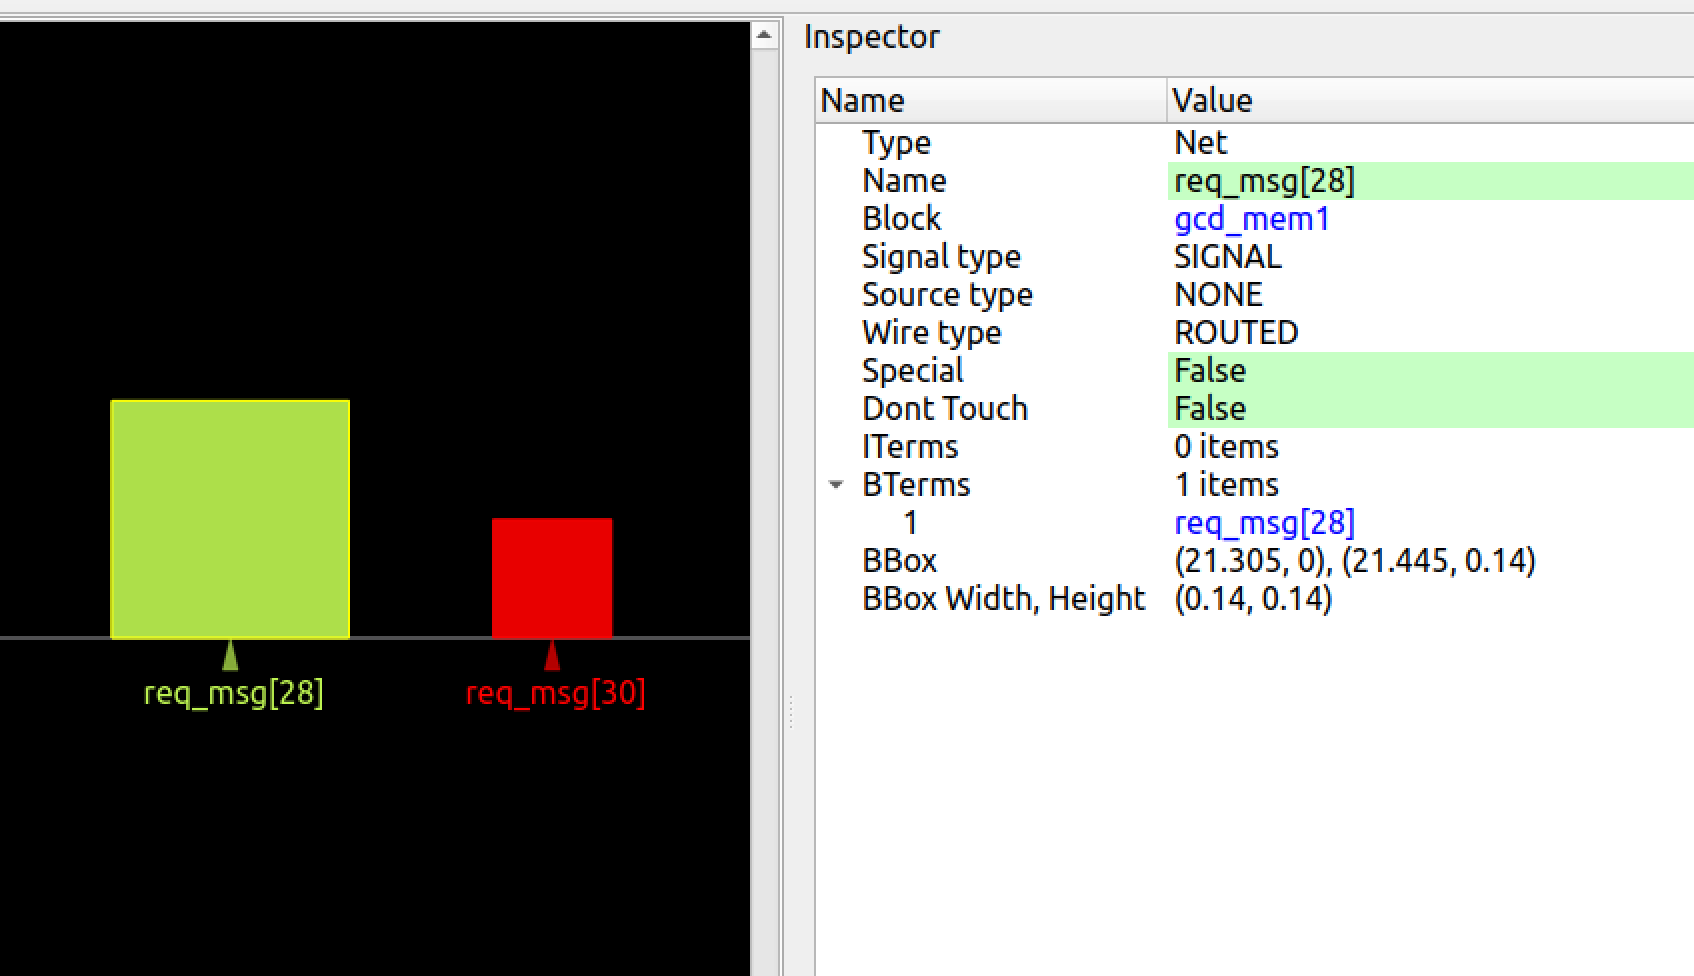 Inspector
Name Value
Type Net
Name req_msg[28]
Block gcd_mem1
Signal type SIGNAL
Source type NONE
Wire type ROUTED
Special False
Dont Touch False
ITerms 0 items
BTerms 1 items
1 req_msg[28]
BBox (21.305, 0), (21.445, 0.14)
BBox Width, Height (0.14, 0.14)
req_msg[28] req_msg[30]